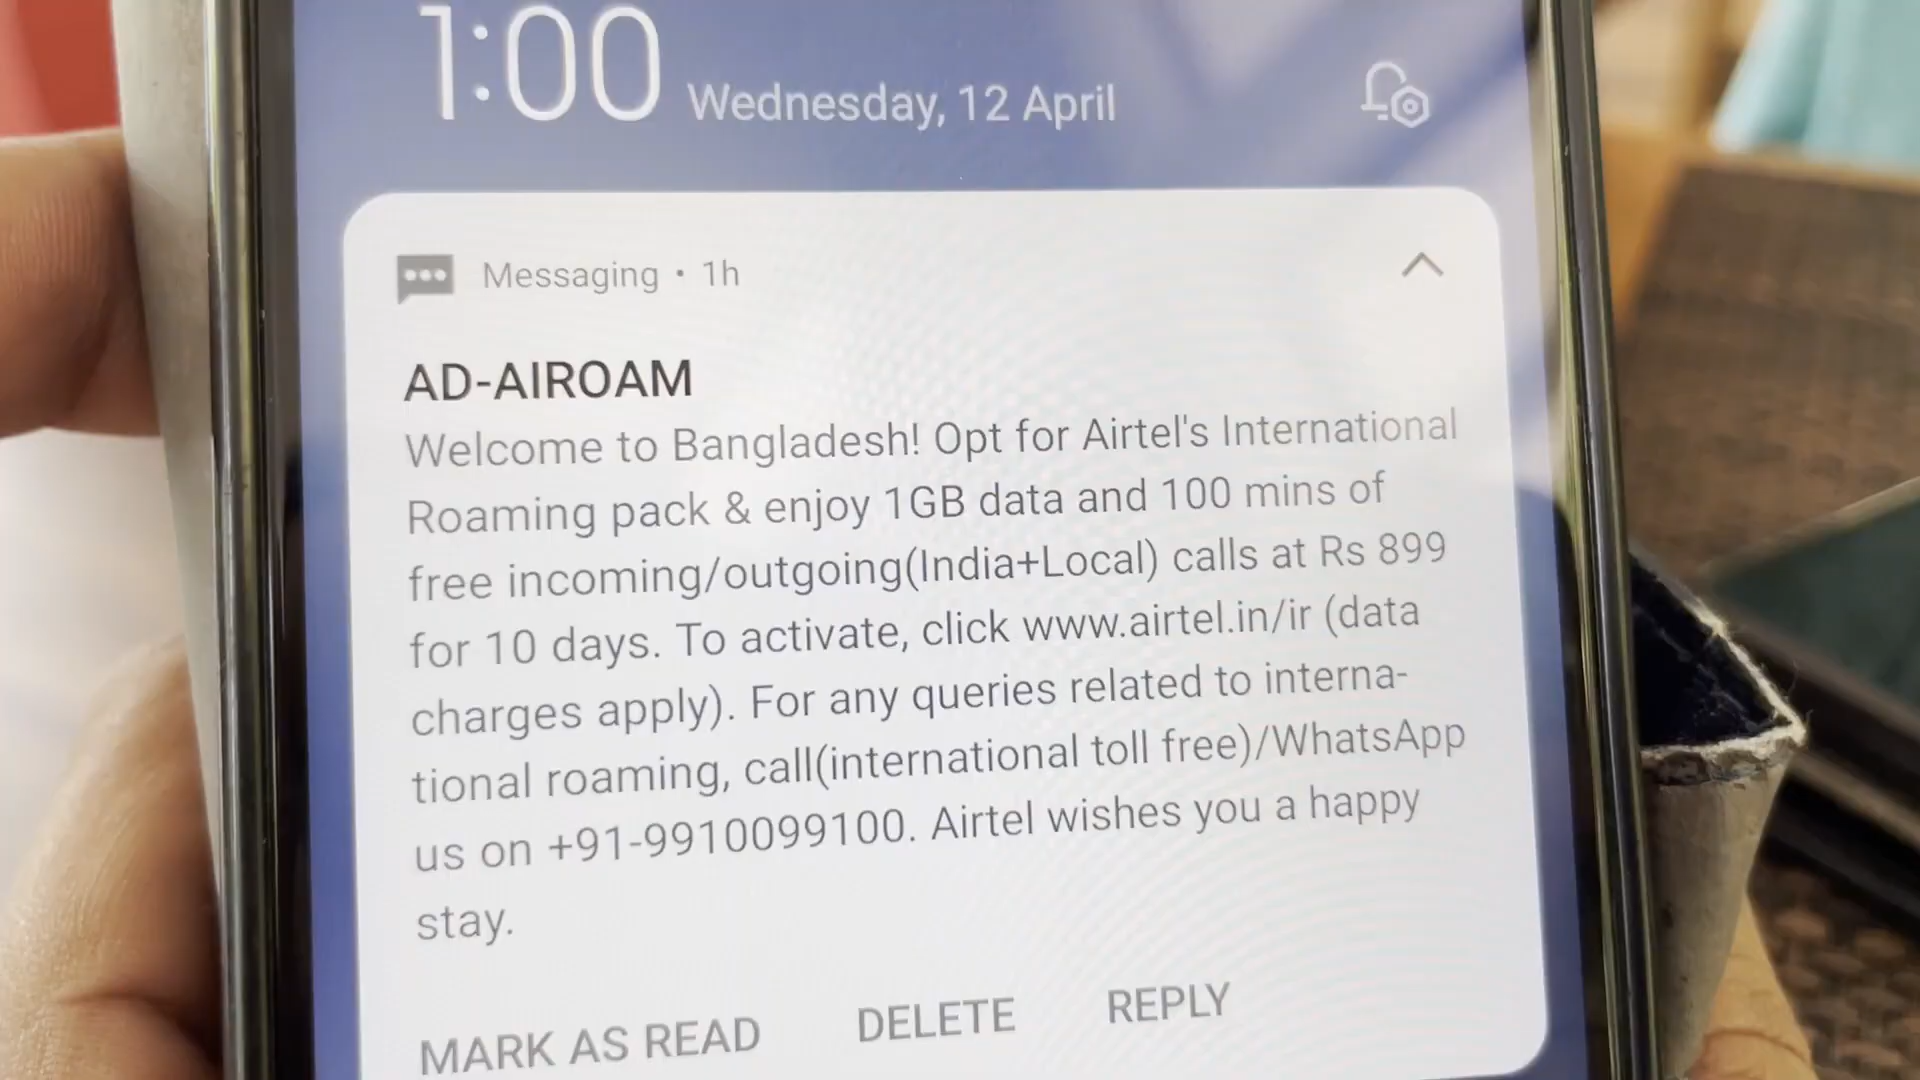 1:00 Wednesday, 12 April
Messaging • 1h
AD-AIROAM
Welcome to Bangladesh! Opt for Airtel's International
Roaming pack & enjoy 1GB data and 100 mins of
free incoming/outgoing(India+Local) calls at Rs 899
for 10 days. To activate, click www.airtel.in/ir (data
charges apply). For any queries related to interna-
tional roaming, call(international toll free)/WhatsApp
us on +91-9910099100. Airtel wishes you a happy
stay.
MARK AS READ DELETE REPLY